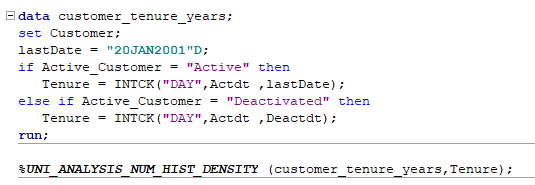 data customer_tenure_years;
set Customer;
lastDate = "20JAN2001"D;
if Active_Customer = "Active" then
Tenure = INTCK("DAY",Actdt ,lastDate);
else if Active_Customer = "Deactivated" then
Tenure = INTCK("DAY",Actdt ,Deactdt);
run;
%UNI_ANALYSIS_NUM_HIST_DENSITY (customer_tenure_years,Tenure);